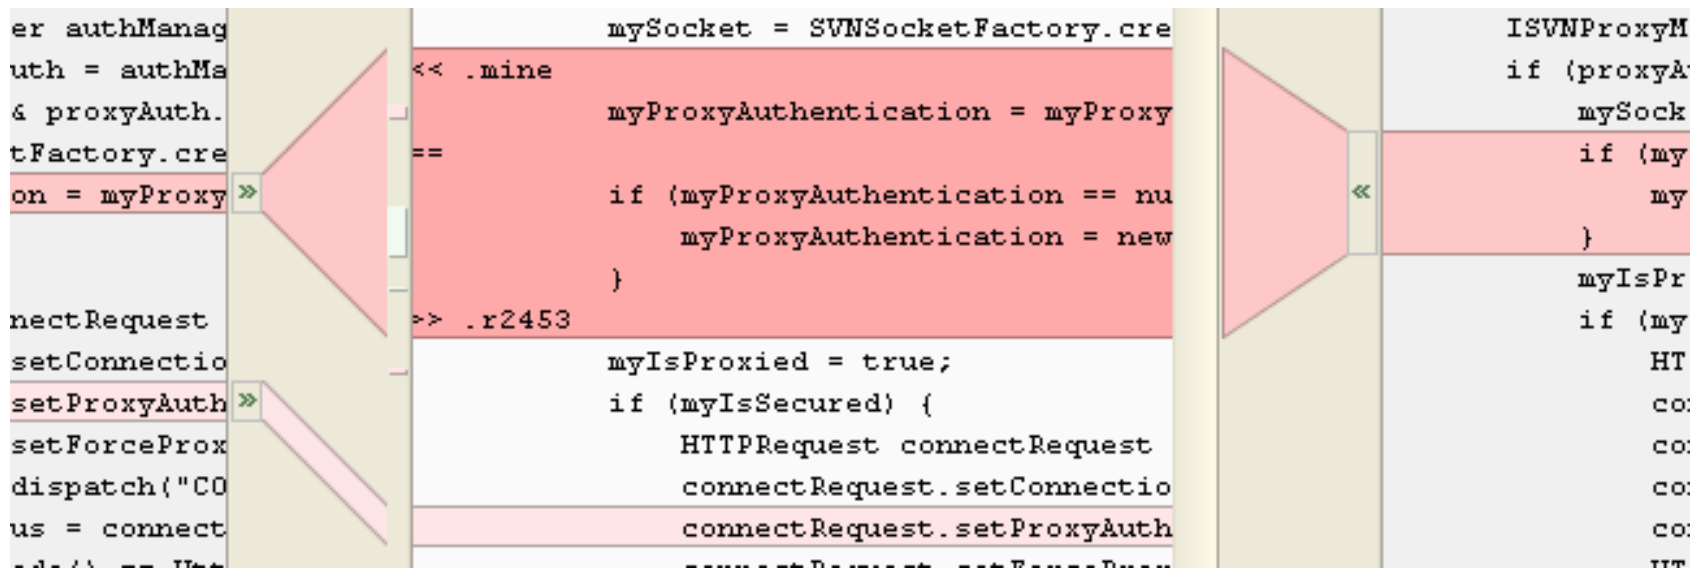 er authManag
uth = authMa
& proxyAuth.
tFactory.cre
on = myProxy
nectRequest
setConnectio
setProxyAuth
setForceProx
dispatch("CO
us = connect
mySocket = SVNSocketFactory.cre
<< .mine
myProxyAuthentication = myProxy
==
if (myProxyAuthentication == nu
myProxyAuthentication = new
}
>> .r2453
myIsProxied = true;
if (myIsSecured) {
HTTPRequest connectRequest
connectRequest.setConnectio
connectRequest.setProxyAuth
ISVNProxyM
if (proxyA
mySock
if (my
my
}
myIsPr
if (my
HT
co
co
co
co